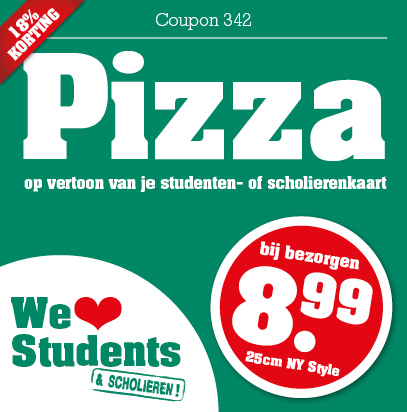 18% KORTING
Coupon 342
Pizza
op vertoon van je studenten- of scholierenkaart
bij bezorgen
8.99
25cm NY Style
We
Students
& SCHOLIEREN!